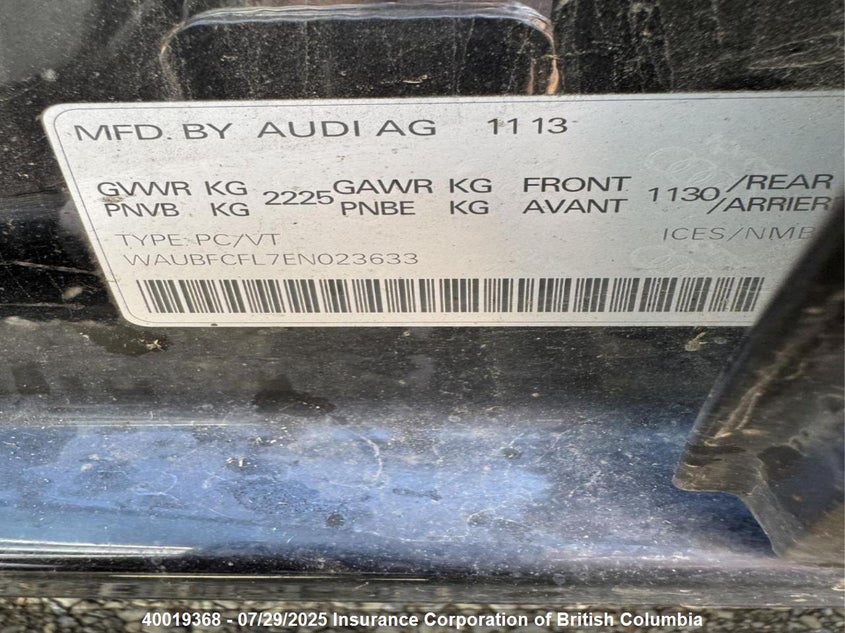 MFD. BY AUDI AG 11 13
GVWR KG 2225 GAWR KG FRONT 1130 /REAR
PNVB KG PNBE KG AVANT /ARRIER
TYPE: PC/VT ICES/NMB
WAUBFCFL7EN023633
40019368 - 07/29/2025 Insurance Corporation of British Columbia